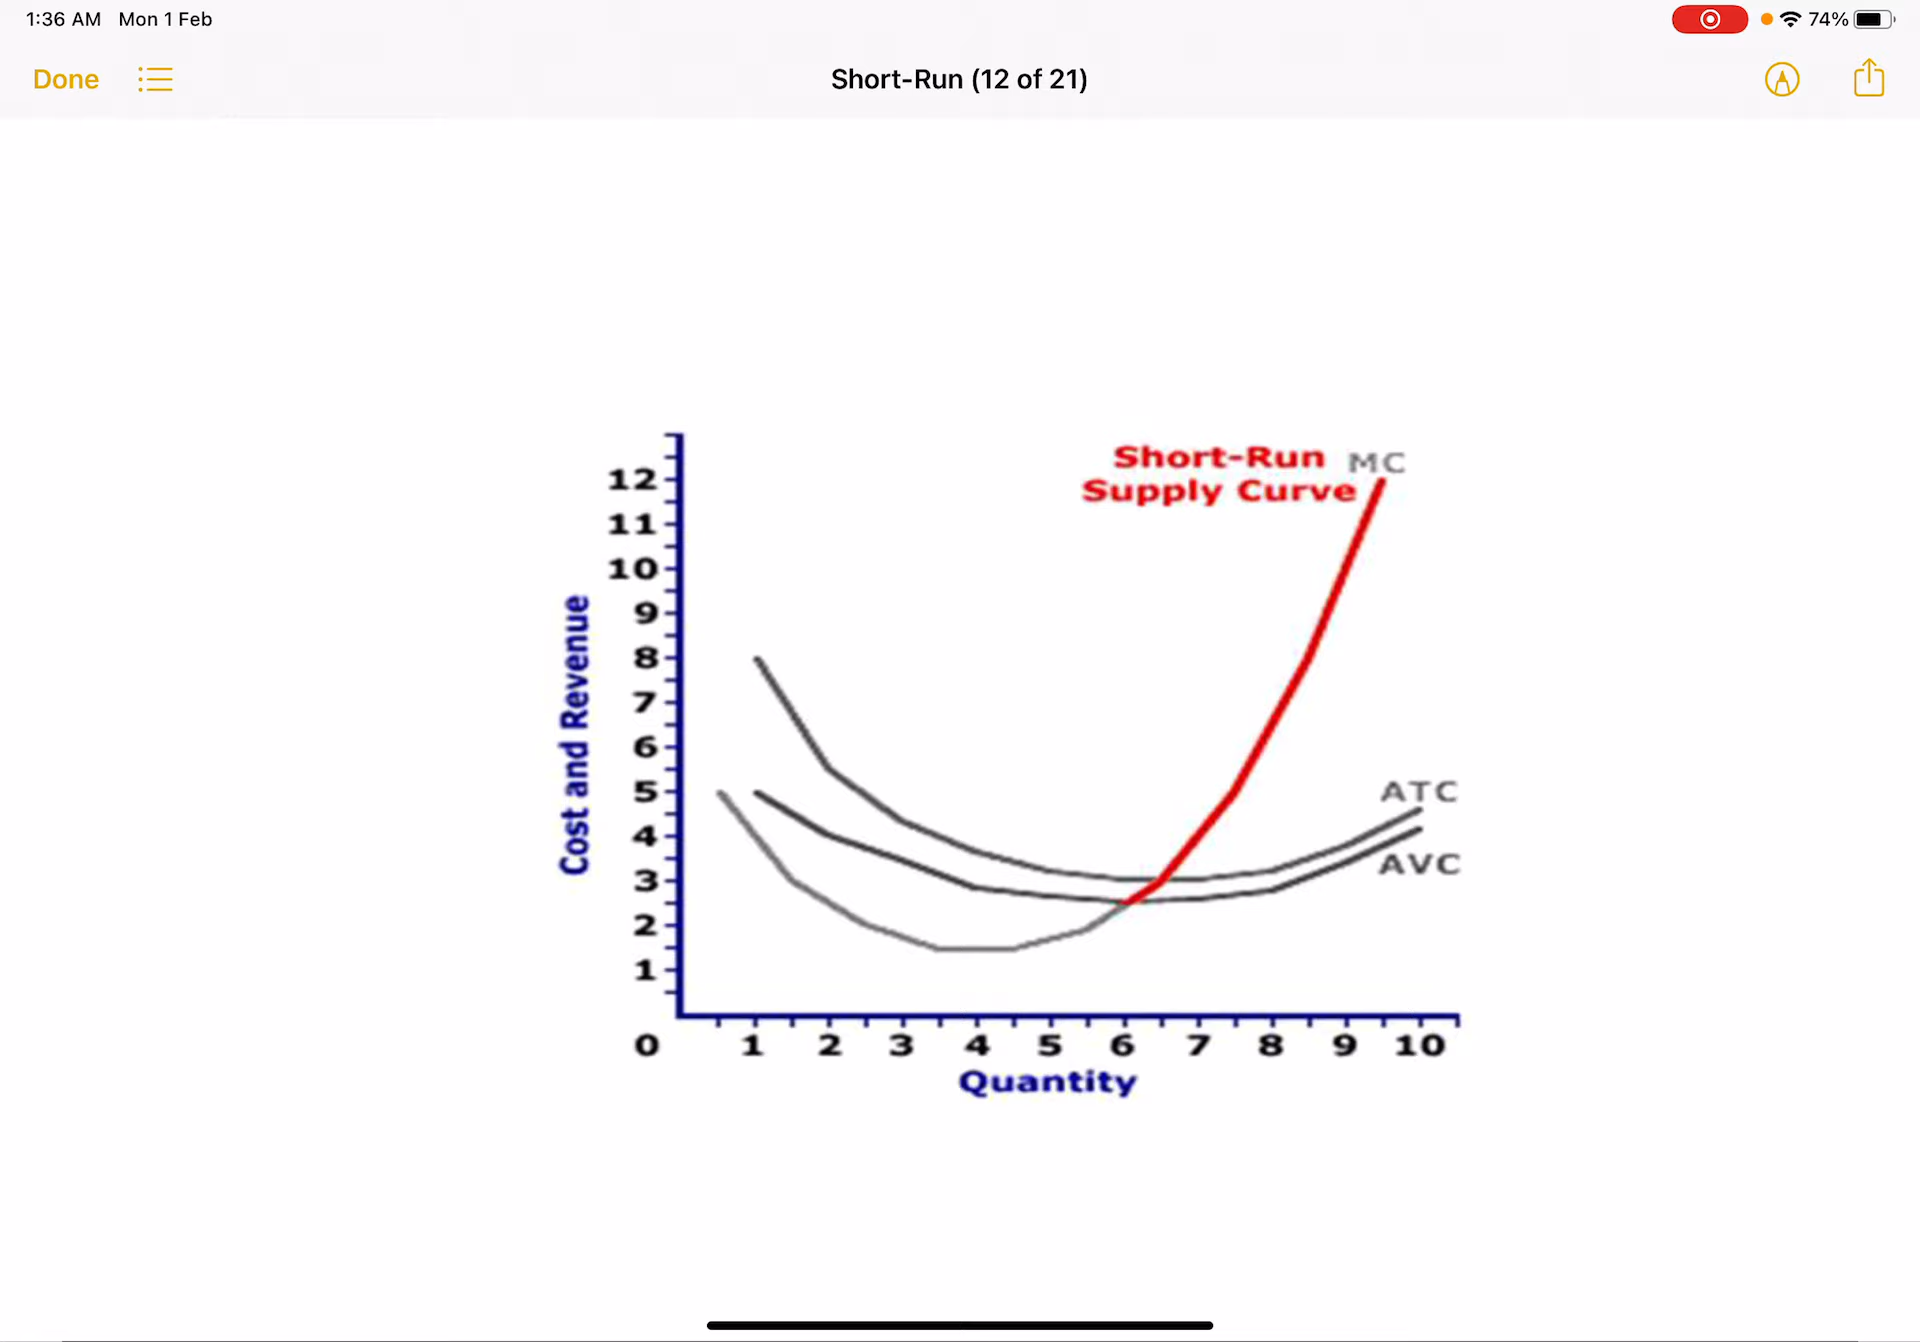 1:36 AM Mon 1 Feb
74%
Done
Short-Run (12 of 21)
Short-Run MC
Supply Curve
12
11
10
9
8
7
6
5
4
3
2
1
Cost and Revenue
ATC
AVC
0 1 2 3 4 5 6 7 8 9 10
Quantity